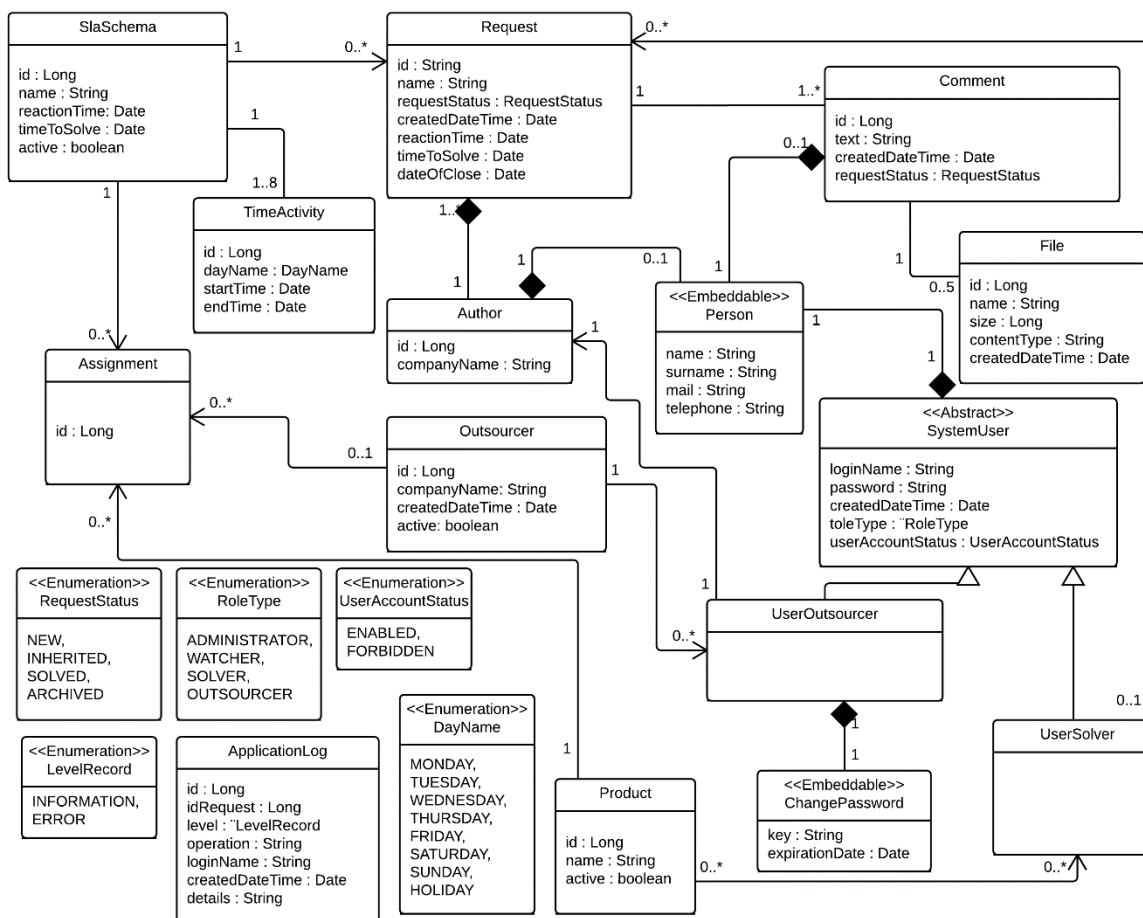 SlaSchema
id : Long
name : String
reactionTime: Date
timeToSolve : Date
active : boolean
1
0..*
Request
id : String
name : String
requestStatus : RequestStatus
createdDateTime : Date
reactionTime : Date
timeToSolve : Date
dateOfClose : Date
0..*
1
1..*
Comment
id : Long
text : String
createdDateTime : Date
requestStatus : RequestStatus
0..1
1
1..8
1
TimeActivity
id : Long
dayName : DayName
startTime : Date
endTime : Date
1..*
1
1
0..1
1
1
0..5
File
id : Long
name : String
size : Long
contentType : String
createdDateTime : Date
<<Embeddable>>
Person
name : String
surname : String
mail : String
telephone : String
1
1
Author
id : Long
companyName : String
1
0..*
Assignment
id : Long
0..*
0..1
0..*
Outsourcer
id : Long
companyName: String
createdDateTime : Date
active: boolean
1
<<Abstract>>
SystemUser
loginName : String
password : String
createdDateTime : Date
toleType : ¨RoleType
userAccountStatus : UserAccountStatus
<<Enumeration>>
RequestStatus
NEW,
INHERITED,
SOLVED,
ARCHIVED
<<Enumeration>>
RoleType
ADMINISTRATOR,
WATCHER,
SOLVER,
OUTSOURCER
<<Enumeration>>
UserAccountStatus
ENABLED,
FORBIDDEN
1
0..*
UserOutsourcer
1
1
0..1
UserSolver
0..*
<<Enumeration>>
LevelRecord
INFORMATION,
ERROR
ApplicationLog
id : Long
idRequest : Long
level : ¨LevelRecord
operation : String
loginName : String
createdDateTime : Date
details : String
<<Enumeration>>
DayName
MONDAY,
TUESDAY,
WEDNESDAY,
THURSDAY,
FRIDAY,
SATURDAY,
SUNDAY,
HOLIDAY
1
Product
id : Long
name : String
active : boolean
0..*
<<Embeddable>>
ChangePassword
key : String
expirationDate : Date